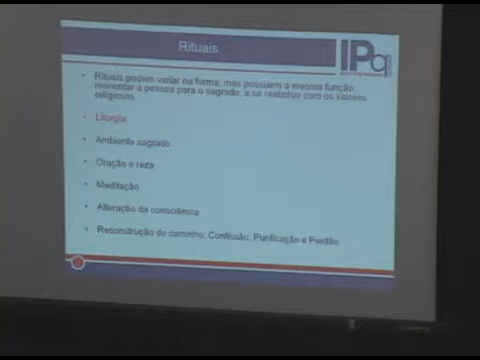 Rituais
IPq
• Rituais podem variar na forma, mas possuem a mesma função:
reorientar a pessoa para o sagrado, a se realinhar com os valores
religiosos.
• Liturgia
• Ambiente sagrado
• Oração e reza
• Meditação
• Alteração da consciência
• Reconstrução do caminho: Confissão, Purificação e Perdão